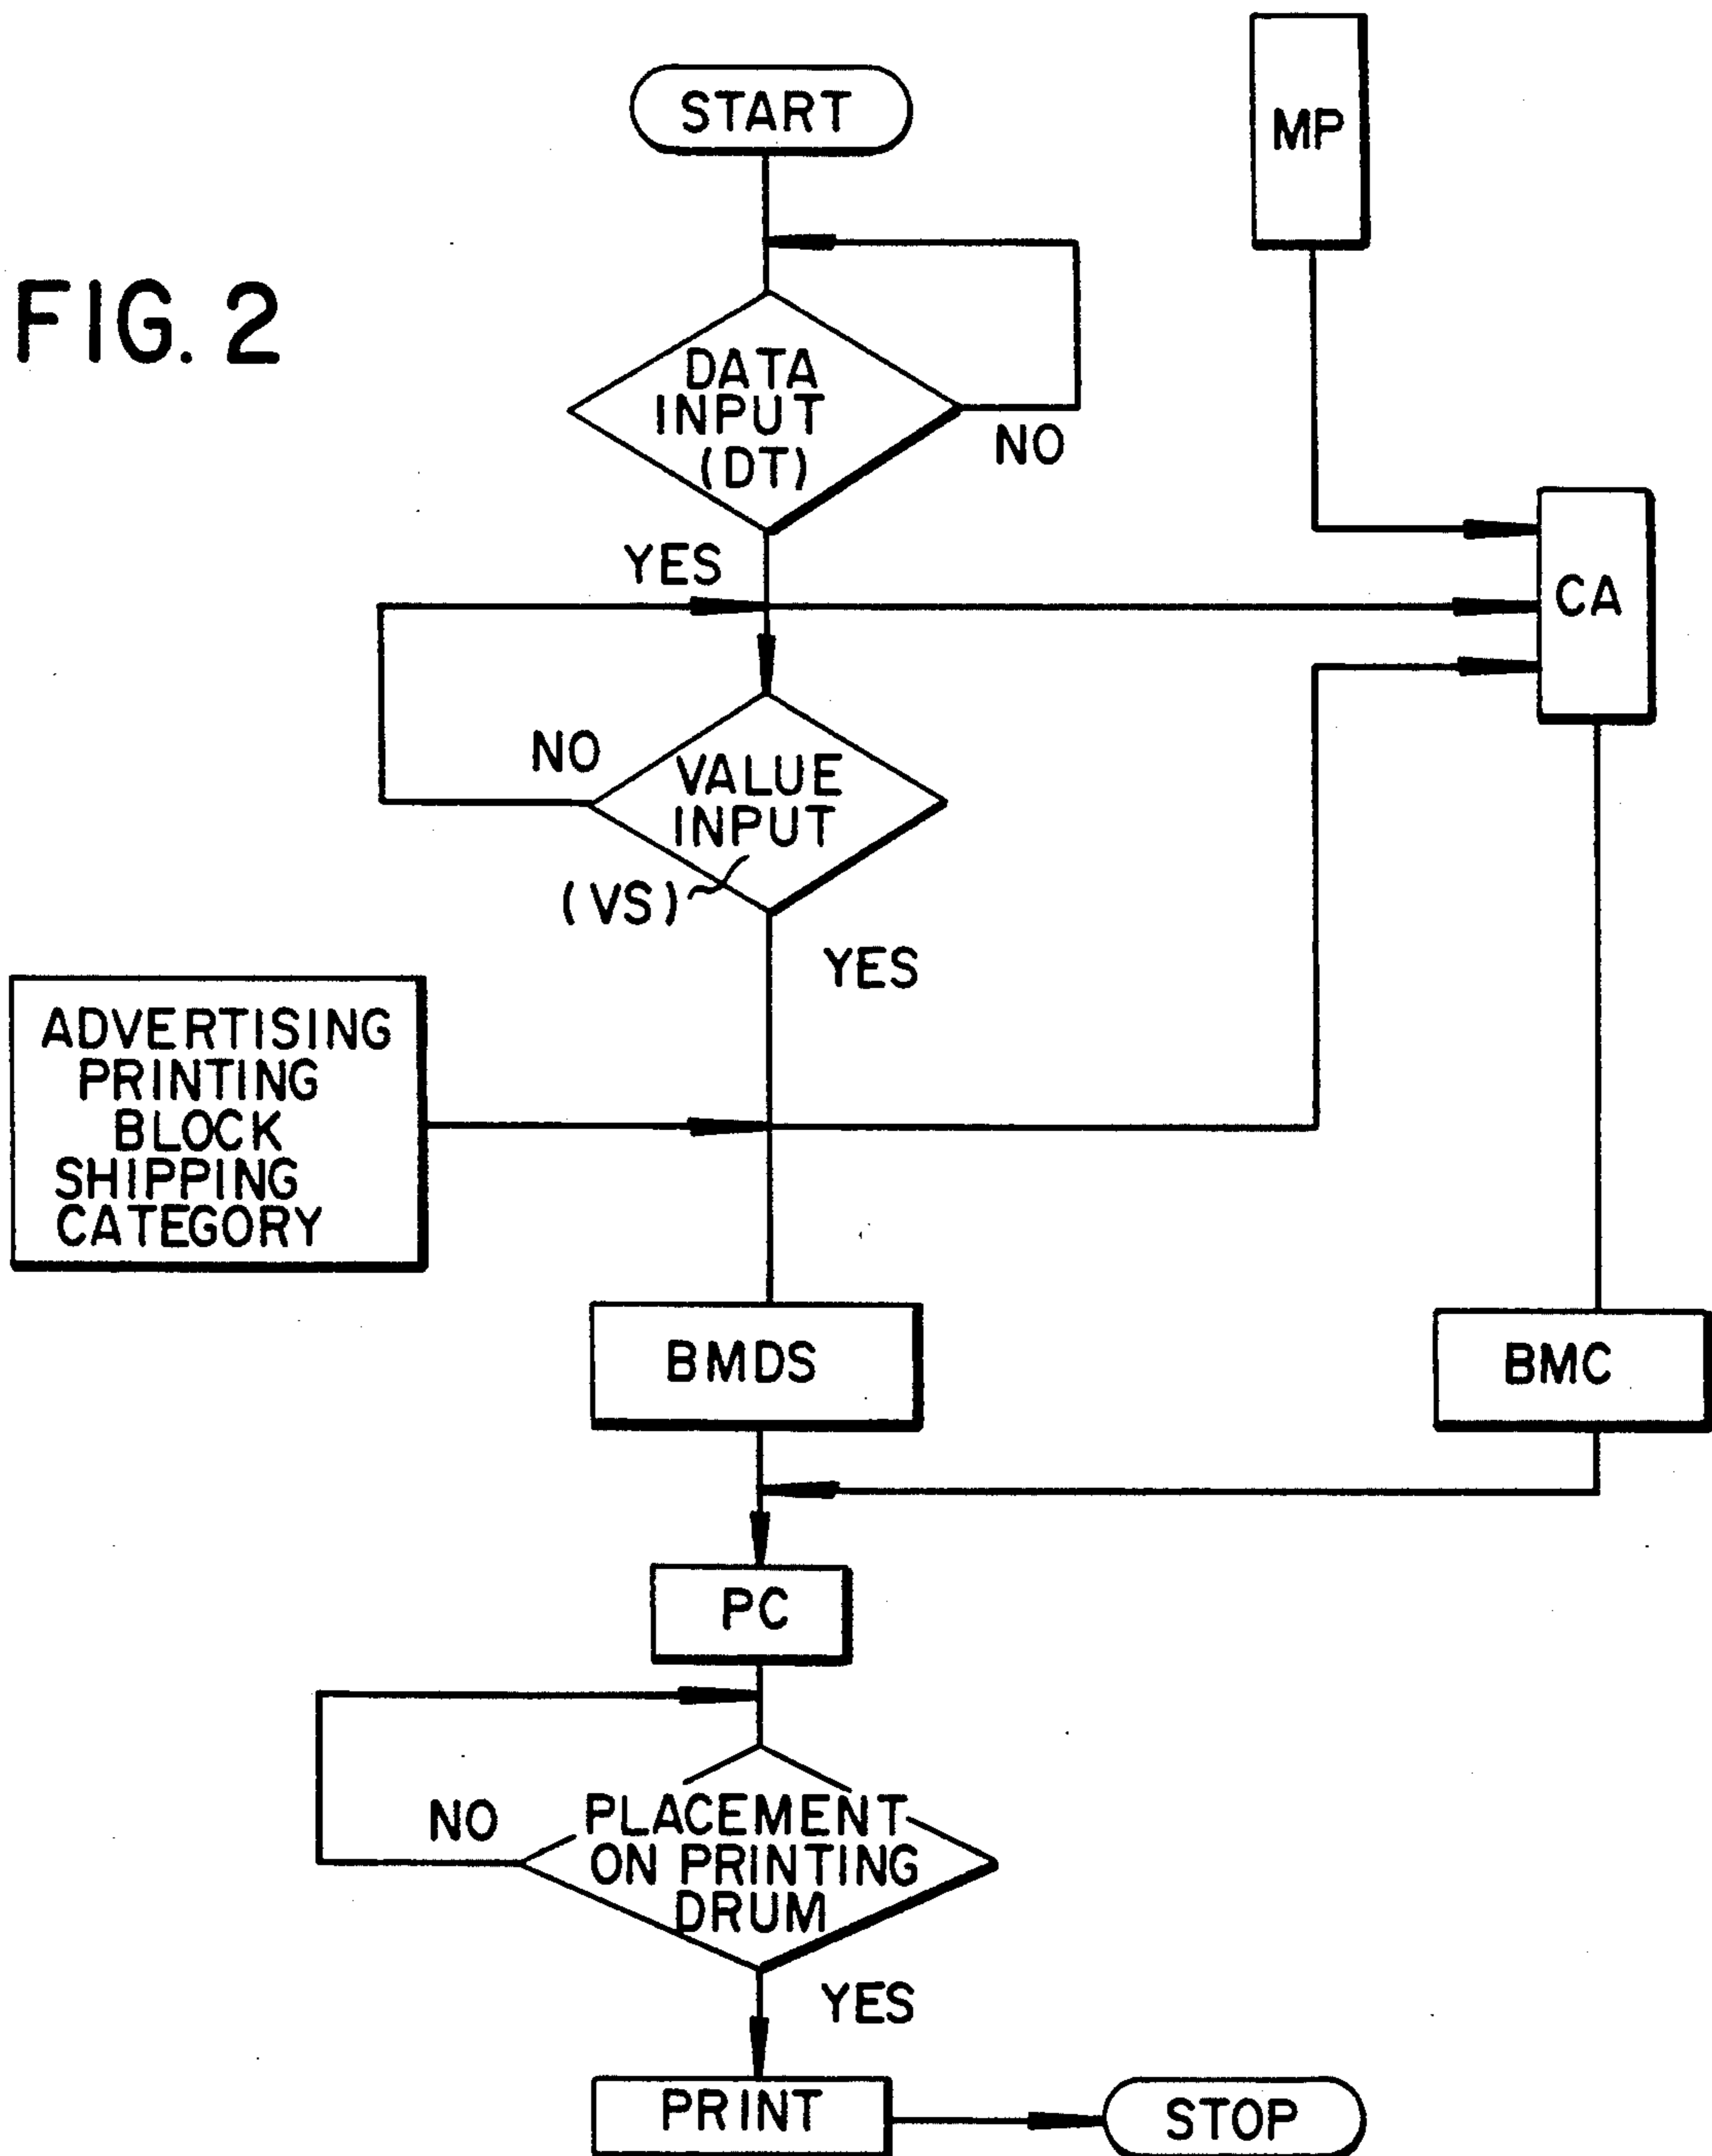 START
MP
FIG. 2
DATA
INPUT
(DT)
NO
YES
CA
NO
VALUE
INPUT
(VS)
YES
ADVERTISING
PRINTING
BLOCK
SHIPPING
CATEGORY
BMDS
BMC
PC
NO
PLACEMENT
ON PRINTING
DRUM
YES
PRINT
STOP